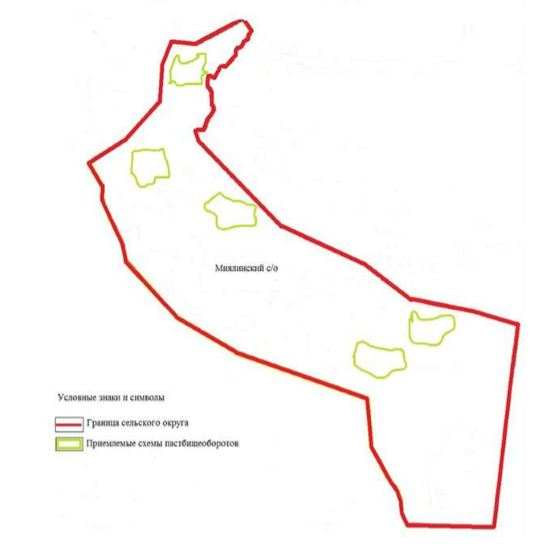 Миялинский с/о
Условные знаки и символы
Граница сельского округа
Приемлемые схемы пастбищеоборотов